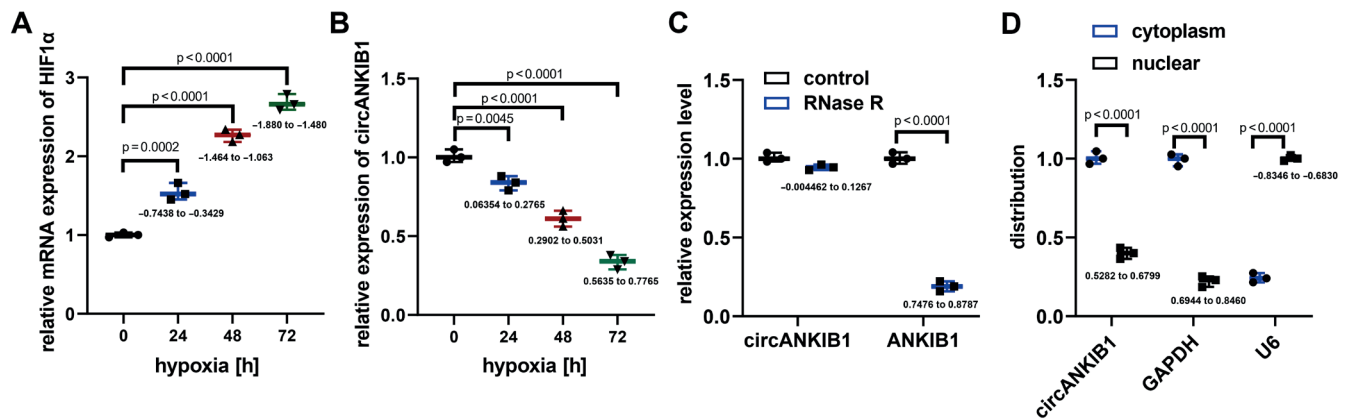 A
relative mRNA expression of HIF1α
3
2
1
0
p<0.0001
p<0.0001
p=0.0002
−1.880 to −1.480
−1.464 to −1.063
−0.7438 to −0.3429
0 24 48 72
hypoxia [h]
B
relative expression of circANKIB1
1.5
1.0
0.5
0.0
p<0.0001
p<0.0001
p=0.0045
0.06354 to 0.2765
0.2902 to 0.5031
0.5635 to 0.7765
0 24 48 72
hypoxia [h]
C
relative expression level
1.5
1.0
0.5
0.0
control
RNase R
p<0.0001
-0.004462 to 0.1267
0.7476 to 0.8787
circANKIB1 ANKIB1
D
cytoplasm
nuclear
distribution
1.5
1.0
0.5
0.0
p<0.0001 p<0.0001 p<0.0001
−0.8346 to −0.6830
0.5282 to 0.6799
0.6944 to 0.8460
circANKIB1 GAPDH U6